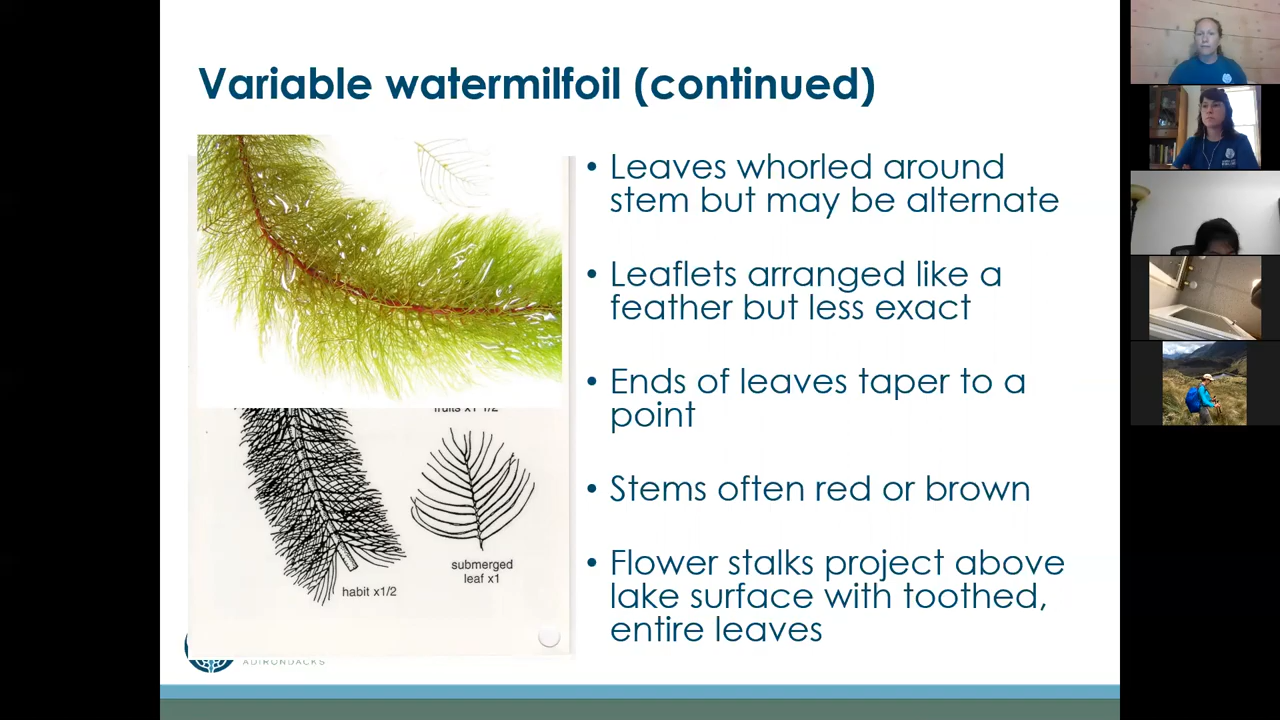 Variable watermilfoil (continued)
• Leaves whorled around
stem but may be alternate
• Leaflets arranged like a
feather but less exact
• Ends of leaves taper to a
point
• Stems often red or brown
• Flower stalks project above
lake surface with toothed,
entire leaves
fruits x1 1/2
submerged
leaf x1
habit x1/2
ADIRONDACKS